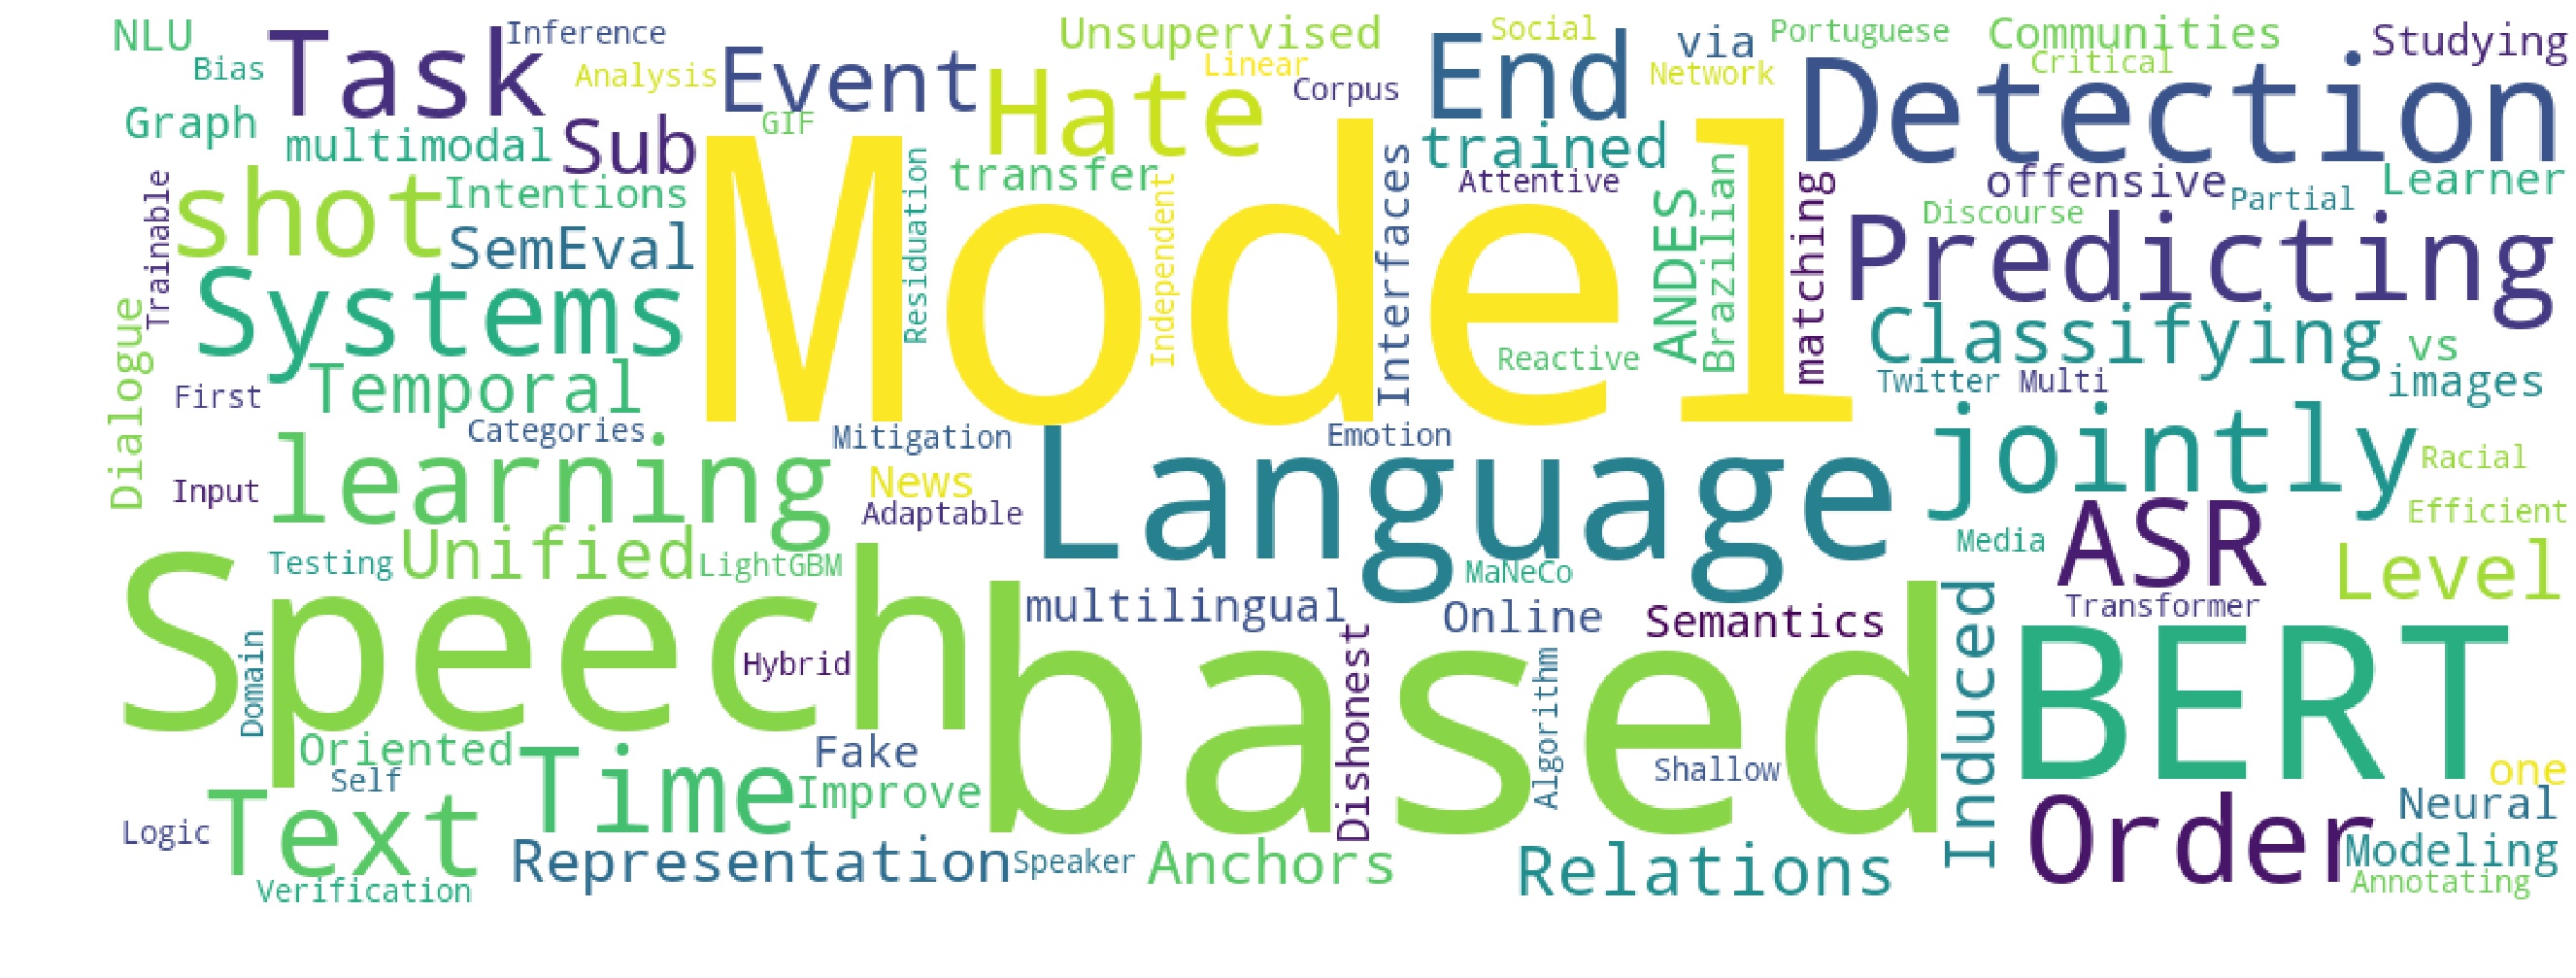 NLU
Bias
Task
Inference
Analysis
Event
Unsupervised
Linear
Corpus
Social
End
via
Network
Portuguese
Communities
Critical
Studying
Graph
multimodal
Sub
GIF
Hate
transfer
trained
Detection
Trainable
shot
Intentions
SemEval
Model
Residuation
Independent
Interfaces
Attentive
ANDES
Brazilian
matching
offensive
Partial
Learner
Discourse
Predicting
Systems
Temporal
Dialogue
First
Categories
Reactive
Classifying
vs
Twitter
Multi
images
learning
Mitigation
News
Adaptable
Emotion
Language
jointly
Racial
Input
Efficient
Testing
Unified
LightGBM
MaNeCo
Media
ASR
Level
Transformer
Speech
Domain
Hybrid
multilingual
based
Online
Semantics
Dishonest
Algorithm
Shallow
Induced
BERT
one
Oriented
Self
Time
Fake
Improve
Logic
Text
Verification
Representation
Speaker
Anchors
Relations
Order
Neural
Modeling
Annotating